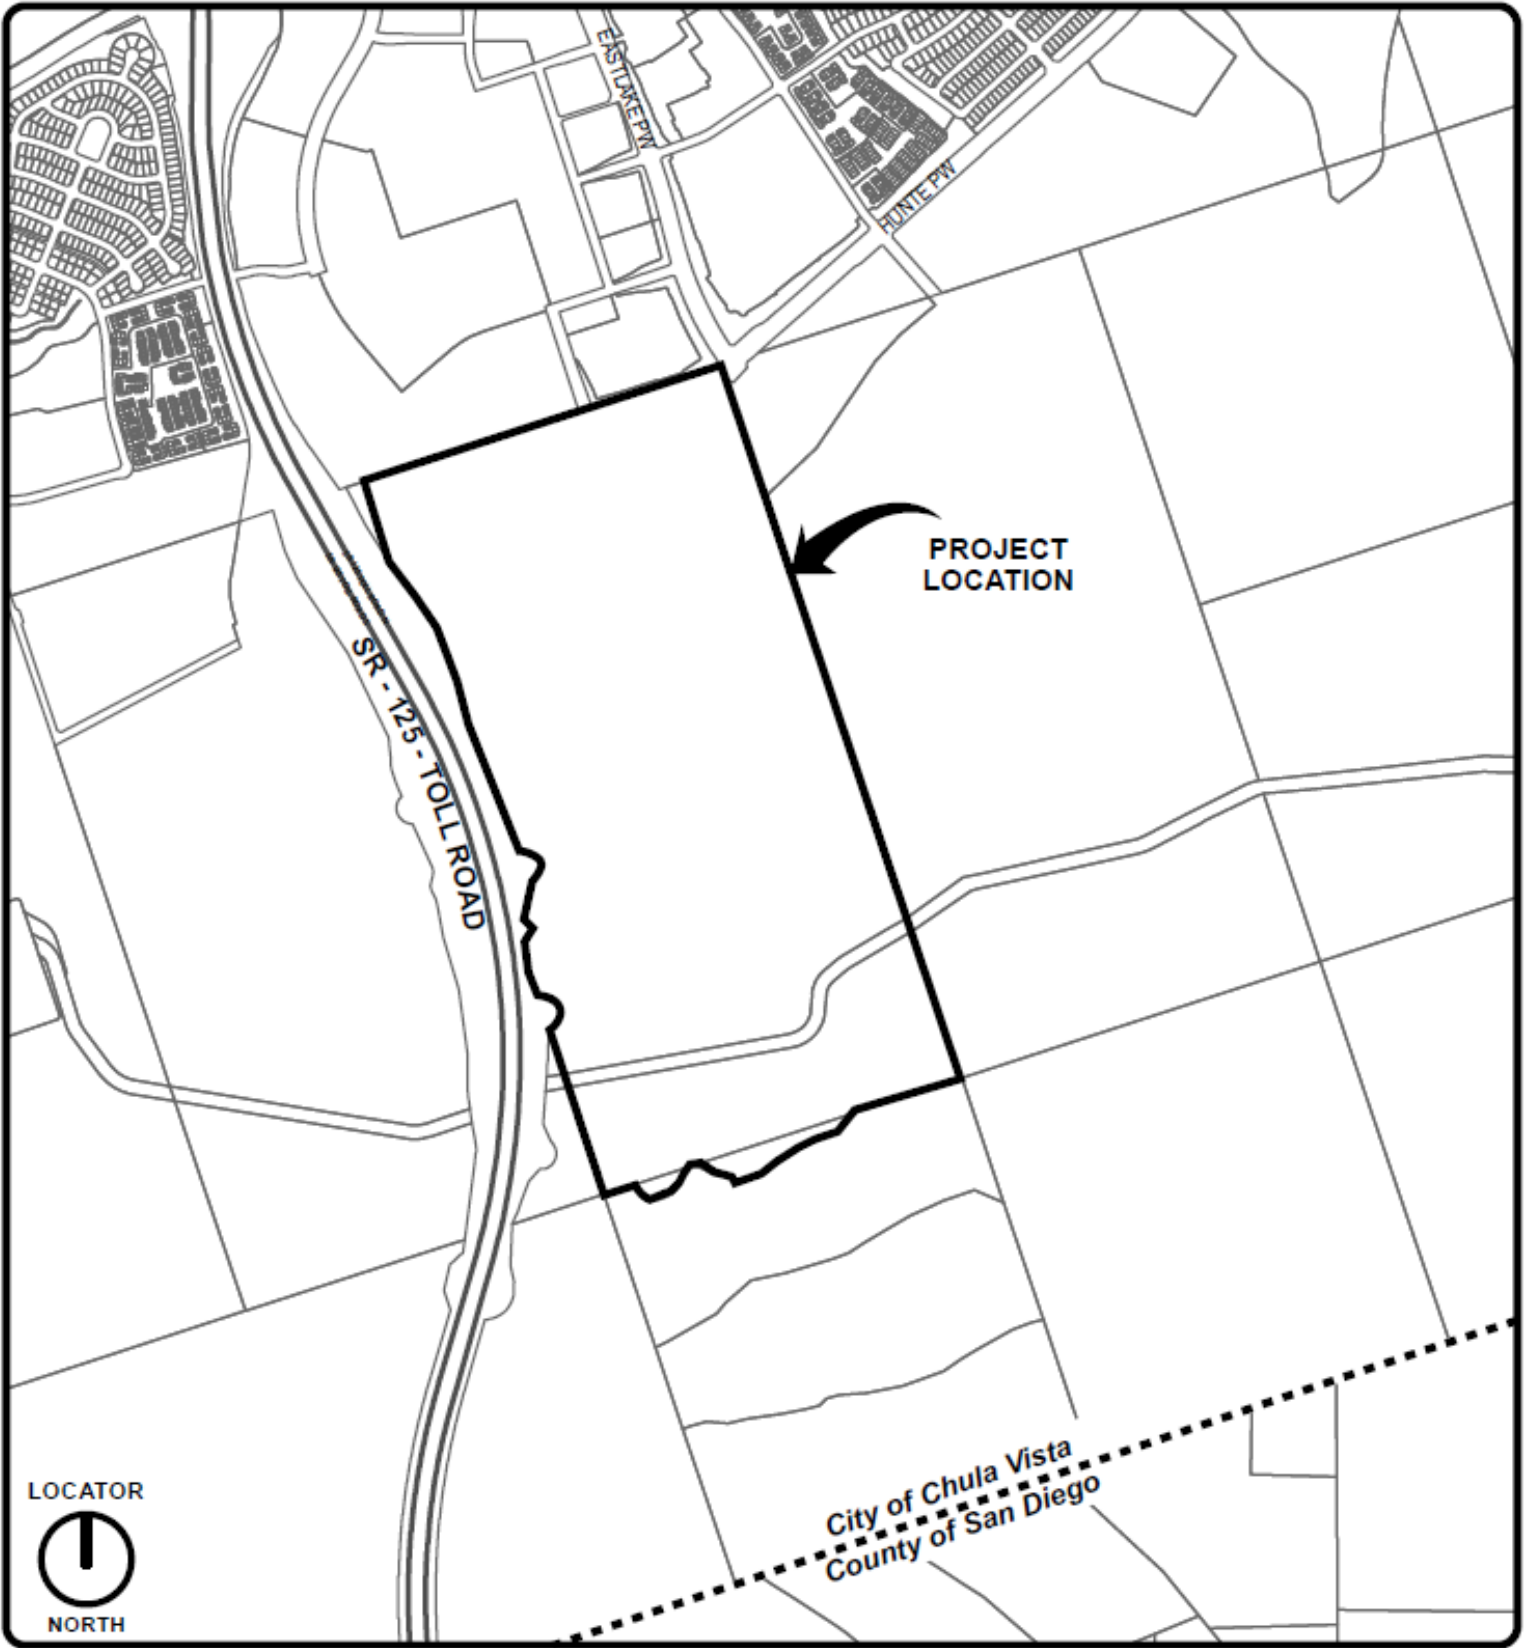 EASTLAKE PW
HUNTE PW
PROJECT
LOCATION
SR - 125 - TOLL ROAD
City of Chula Vista
County of San Diego
LOCATOR
NORTH